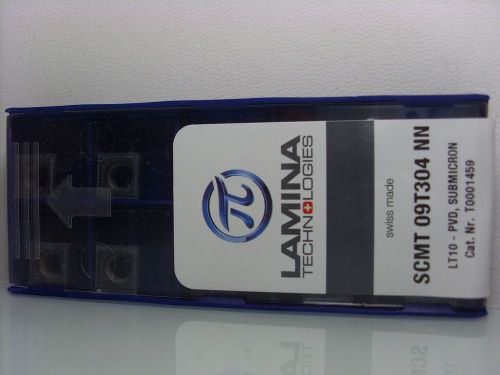 π
LAMINA
TECHNOLOGIES
swiss made
SCMT 09T304 NN
LT10 - PVD, SUBMICRON
Cat. Nr. T0001459